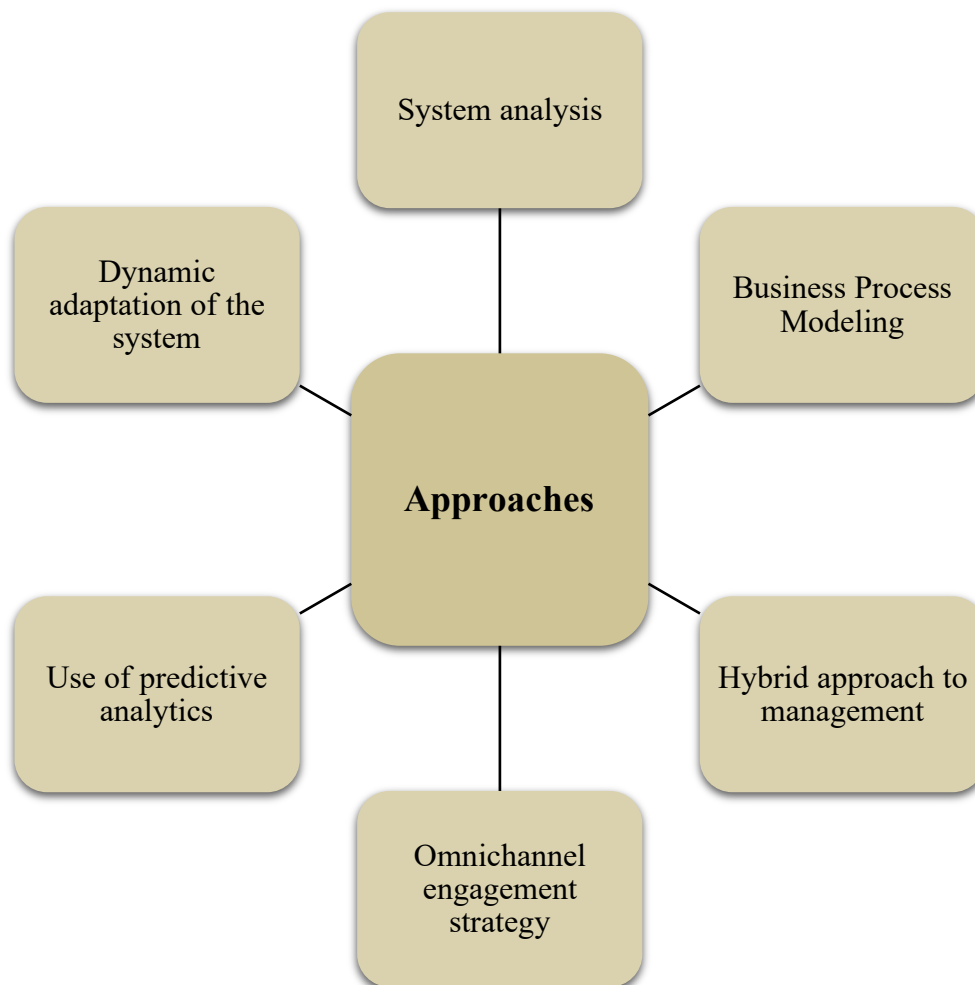 System analysis
Dynamic
adaptation of the
system
Business Process
Modeling
Approaches
Use of predictive
analytics
Hybrid approach to
management
Omnichannel
engagement
strategy